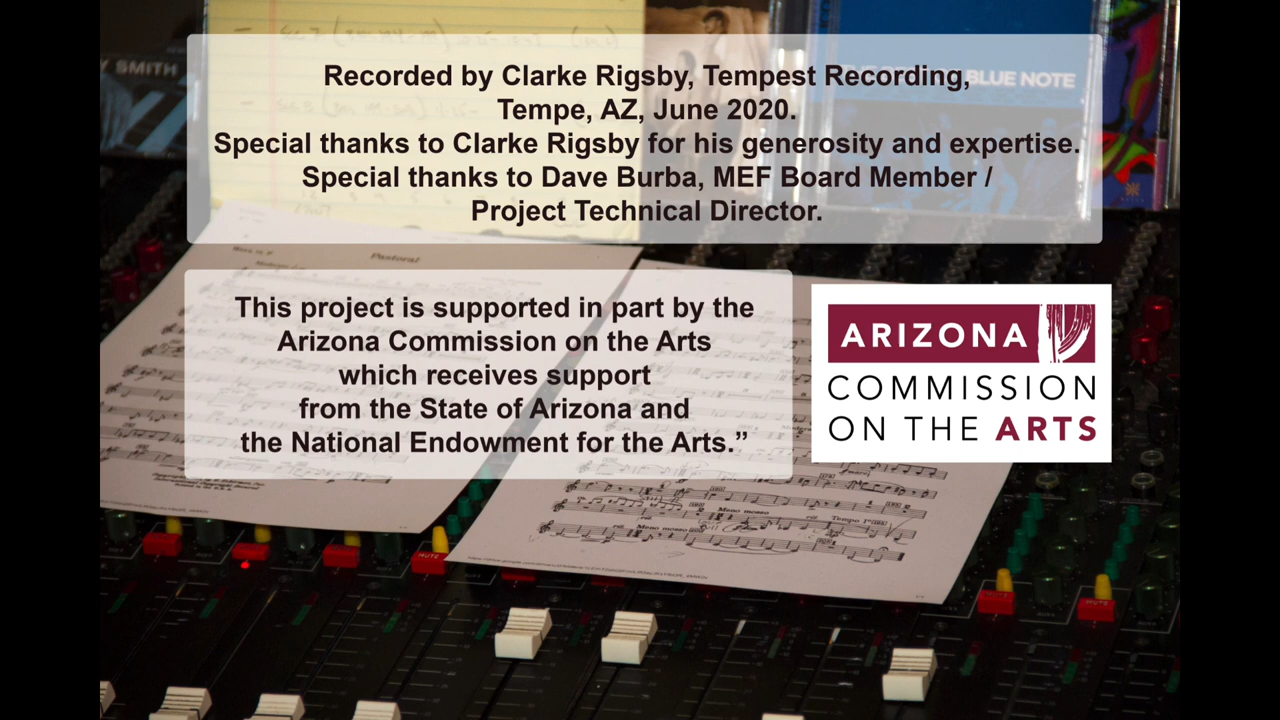 Y SMITH
BLUE NOTE
Recorded by Clarke Rigsby, Tempest Recording,
Tempe, AZ, June 2020.
Special thanks to Clarke Rigsby for his generosity and expertise.
Special thanks to Dave Burba, MEF Board Member /
Project Technical Director.
Pastoral
This project is supported in part by the
Arizona Commission on the Arts
which receives support
from the State of Arizona and
the National Endowment for the Arts.”
ARIZONA
COMMISSION
ON THE ARTS
Meno mosso
rit. Tempo I
rit. Meno mosso
MUTE